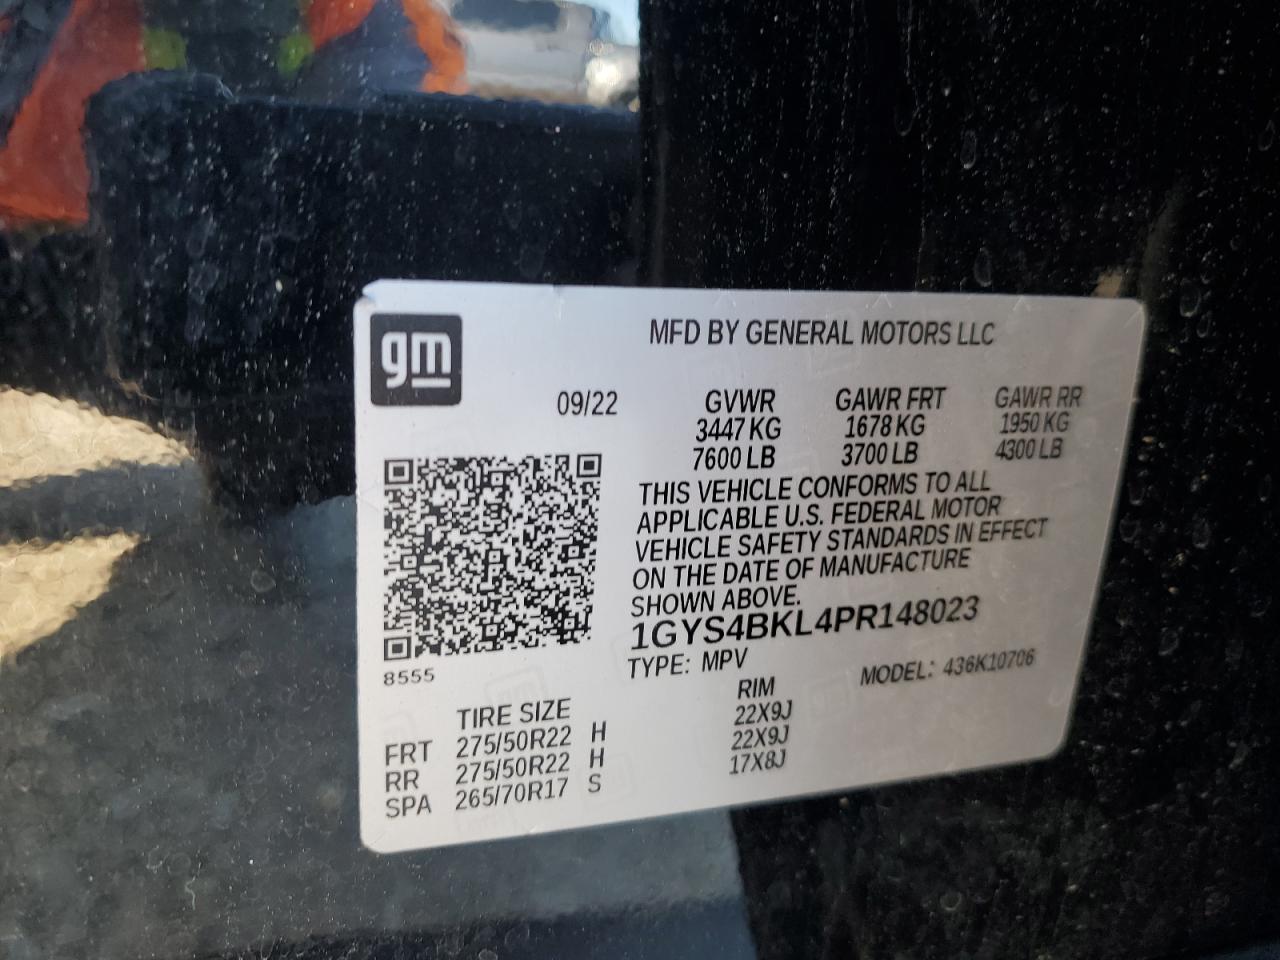 gm
MFD BY GENERAL MOTORS LLC
09/22 GVWR GAWR FRT GAWR RR
3447 KG 1678 KG 1950 KG
7600 LB 3700 LB 4300 LB
THIS VEHICLE CONFORMS TO ALL
APPLICABLE U.S. FEDERAL MOTOR
VEHICLE SAFETY STANDARDS IN EFFECT
ON THE DATE OF MANUFACTURE
SHOWN ABOVE.
1GYS4BKL4PR148023
8555
TYPE: MPV MODEL: 436K10706
TIRE SIZE RIM
FRT 275/50R22 H 22X9J
RR 275/50R22 H 22X9J
SPA 265/70R17 S 17X8J